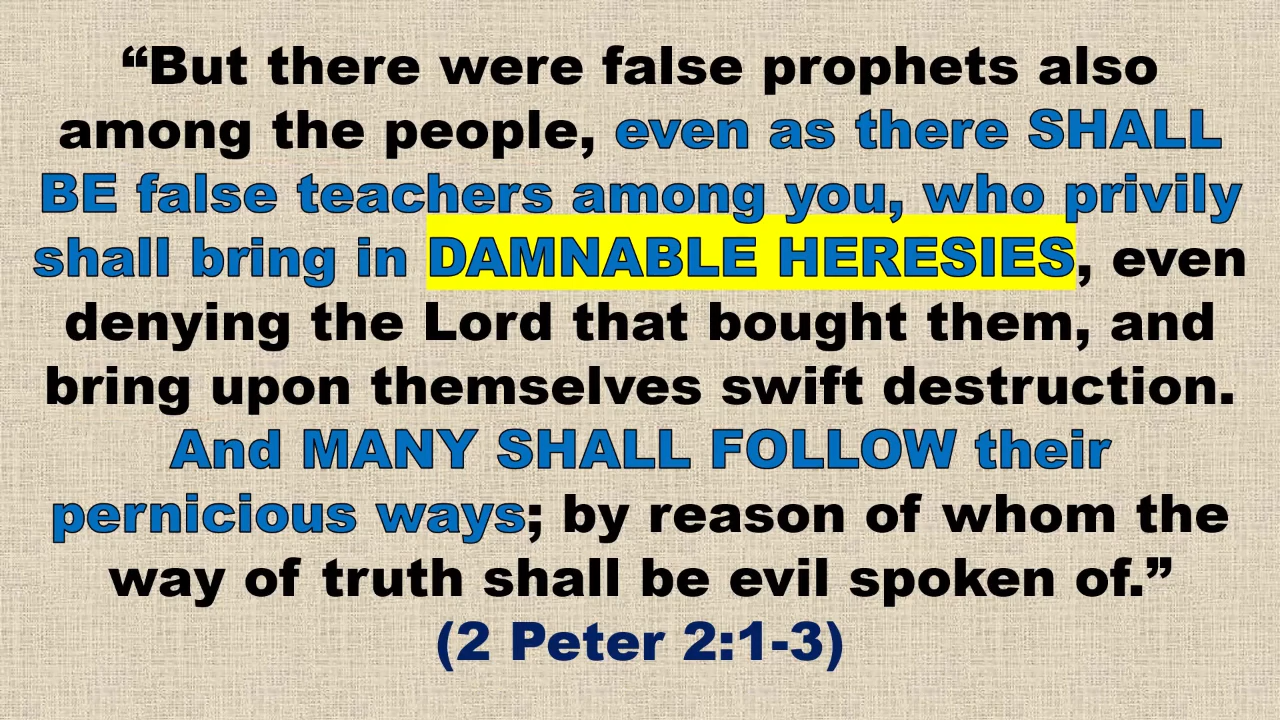 “But there were false prophets also
among the people, even as there SHALL
BE false teachers among you, who privily
shall bring in DAMNABLE HERESIES, even
denying the Lord that bought them, and
bring upon themselves swift destruction.
And MANY SHALL FOLLOW their
pernicious ways; by reason of whom the
way of truth shall be evil spoken of.”
(2 Peter 2:1-3)